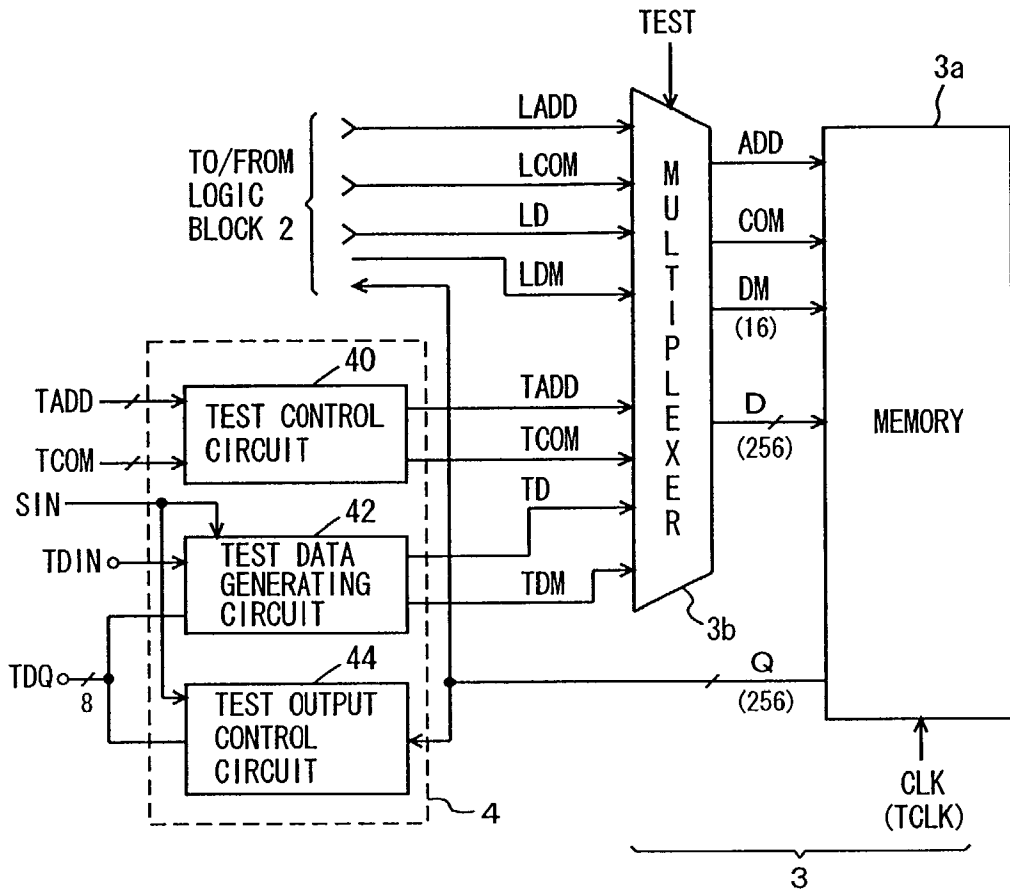 TEST
3a
LADD
LCOM
LD
LDM
TO/FROM
LOGIC
BLOCK 2
MULTIPLEXER
ADD
COM
DM
(16)
D
(256)
MEMORY
40
TADD
TCOM
TEST CONTROL
CIRCUIT
TADD
TCOM
SIN
42
TD
TDIN
TEST DATA
GENERATING
CIRCUIT
TDM
3b
44
TDQ
8
TEST OUTPUT
CONTROL
CIRCUIT
Q
(256)
4
CLK
(TCLK)
3